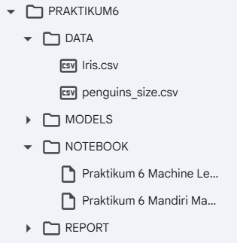 PRAKTIKUM6
DATA
CSV Iris.csv
CSV penguins_size.csv
MODELS
NOTEBOOK
Praktikum 6 Machine Le...
Praktikum 6 Mandiri Ma...
REPORT